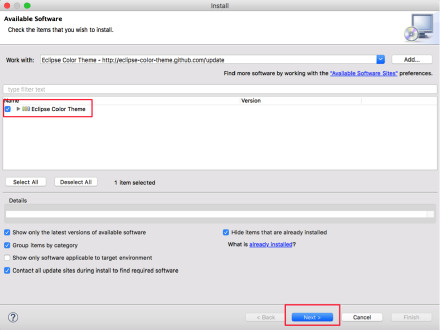 Install
Available Software
Check the items that you wish to install.
Work with: Eclipse Color Theme - http://eclipse-color-theme.github.com/update Add...
Find more software by working with the "Available Software Sites" preferences.
type filter text
Name Version
Eclipse Color Theme
Select All Deselect All 1 item selected
Details
Show only the latest versions of available software Hide items that are already installed
Group items by category What is already installed?
Show only software applicable to target environment
Contact all update sites during install to find required software
? < Back Next > Cancel Finish